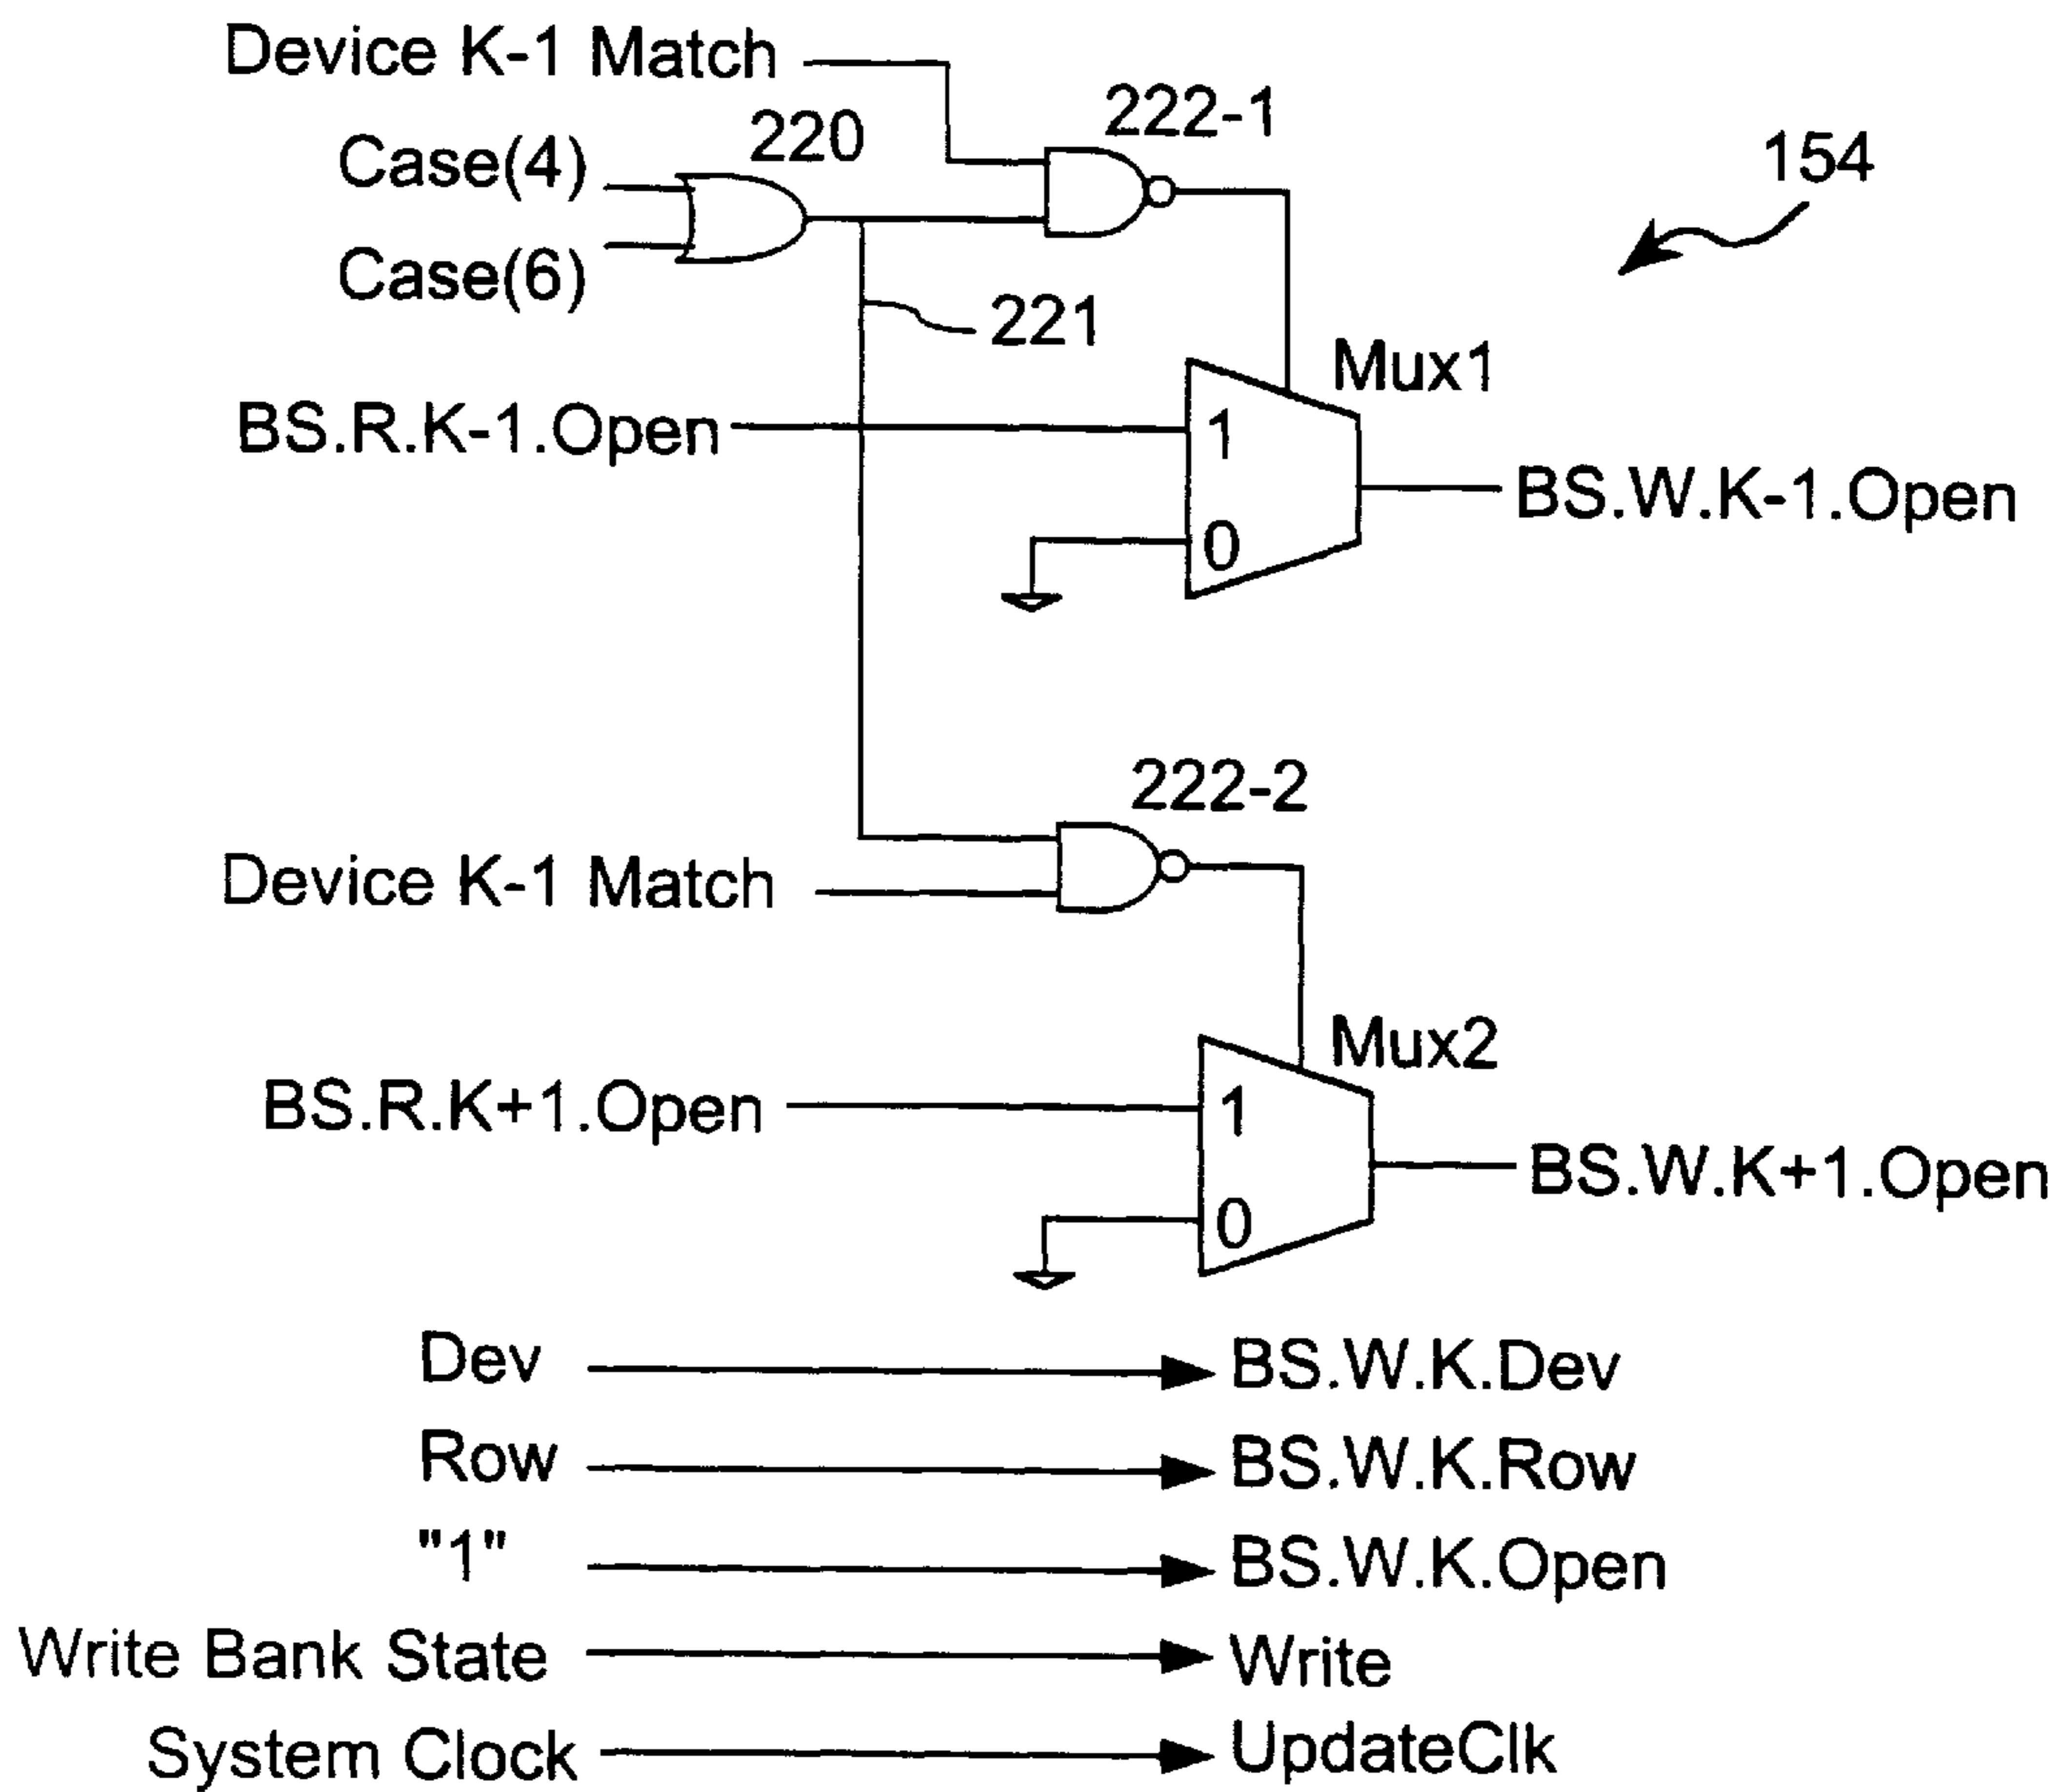 Device K-1 Match
222-1
220
154
Case(4)
Case(6)
221
Mux1
BS.R.K-1.Open
1
BS.W.K-1.Open
0
222-2
Device K-1 Match
Mux2
BS.R.K+1.Open
1
BS.W.K+1.Open
0
Dev BS.W.K.Dev
Row BS.W.K.Row
"1" BS.W.K.Open
Write Bank State Write
System Clock UpdateClk